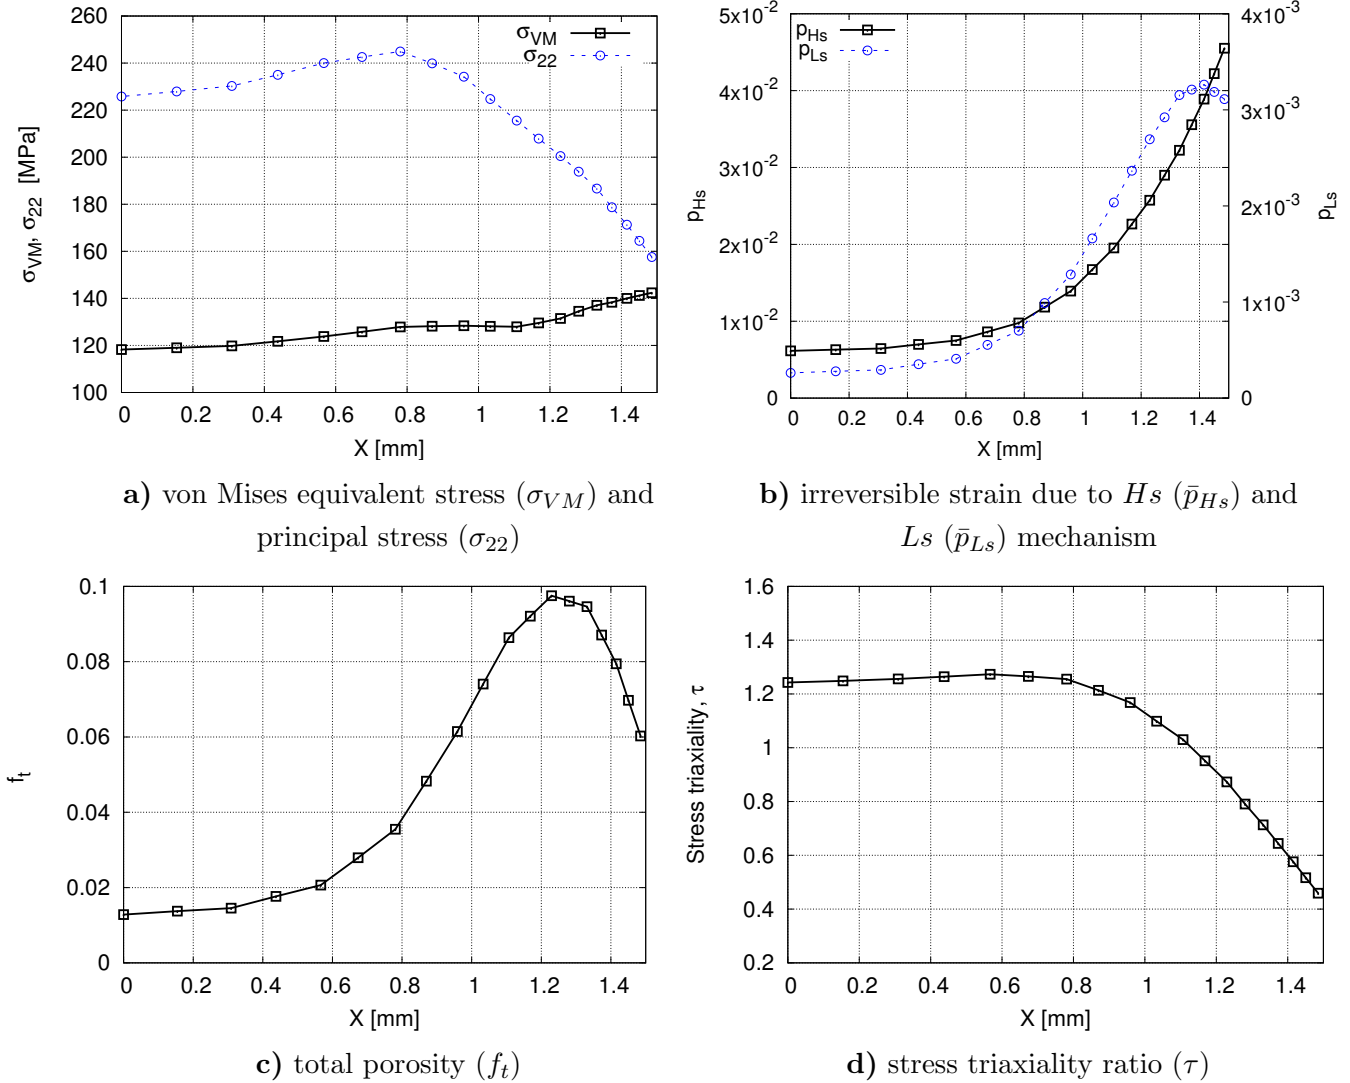 260
240
220
200
180
160
140
120
100
σVM, σ22 [MPa]
σVM
σ22
0 0.2 0.4 0.6 0.8 1 1.2 1.4
X [mm]
a) von Mises equivalent stress (σVM) and
principal stress (σ22)
5x10-2
4x10-2
3x10-2
2x10-2
1x10-2
0
pHs
pHs
pLs
4x10-3
3x10-3
2x10-3
1x10-3
0
pLs
0 0.2 0.4 0.6 0.8 1 1.2 1.4
X [mm]
b) irreversible strain due to Hs (p̄Hs) and
Ls (p̄Ls) mechanism
0.1
0.08
0.06
0.04
0.02
0
ft
0 0.2 0.4 0.6 0.8 1 1.2 1.4
X [mm]
c) total porosity (ft)
1.6
1.4
1.2
1
0.8
0.6
0.4
0.2
Stress triaxiality, τ
0 0.2 0.4 0.6 0.8 1 1.2 1.4
X [mm]
d) stress triaxiality ratio (τ)